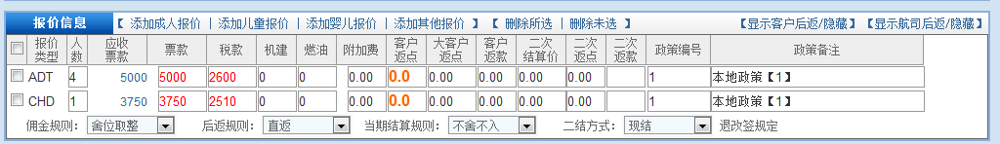 报价信息 【 添加成人报价 | 添加儿童报价 | 添加婴儿报价 | 添加其他报价 】 【 删除所选 | 删除未选 】 【显示客户后返/隐藏】 【显示航司后返/隐藏】
报价类型 人数 应收票款 票款 税款 机建 燃油 附加费 客户返点 大客户返点 客户返款 二次结算价 二次返点 二次返款 政策编号 政策备注
ADT 4 5000 5000 2600 0 0 0.00 0.0 0.00 0.00 0.00 0.00 1 本地政策【1】
CHD 1 3750 3750 2510 0 0 0.00 0.0 0.00 0.00 0.00 0.00 1 本地政策【1】
佣金规则: 舍位取整 后返规则: 直返 当期结算规则: 不舍不入 二结方式: 现结 退改签规定